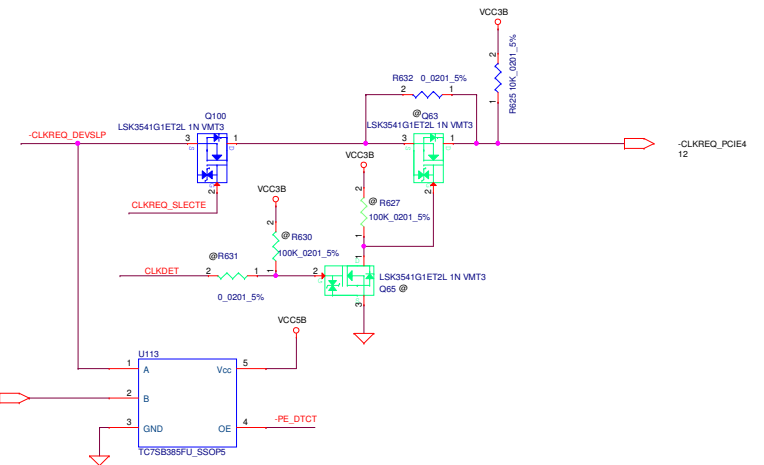 VCC3B
2
R625 10K_0201_5%
1
R632 0_0201_5%
2 1
@Q63
LSK3541G1ET2L 1N VMT3
Q100
LSK3541G1ET2L 1N VMT3
-CLKREQ_DEVSLP
3 1
3 1
2
2
-CLKREQ_PCIE4
12
CLKREQ_SLECTE
VCC3B
2
@ R627
100K_0201_5%
1
VCC3B
2
@ R630
100K_0201_5%
1
@R631
CLKDET
2 1
0_0201_5%
2
1
3
LSK3541G1ET2L 1N VMT3
Q65 @
VCC5B
U113
1 A
Vcc 5
2 B
3 GND
OE 4
-PE_DTCT
TC7SB385FU_SSOP5